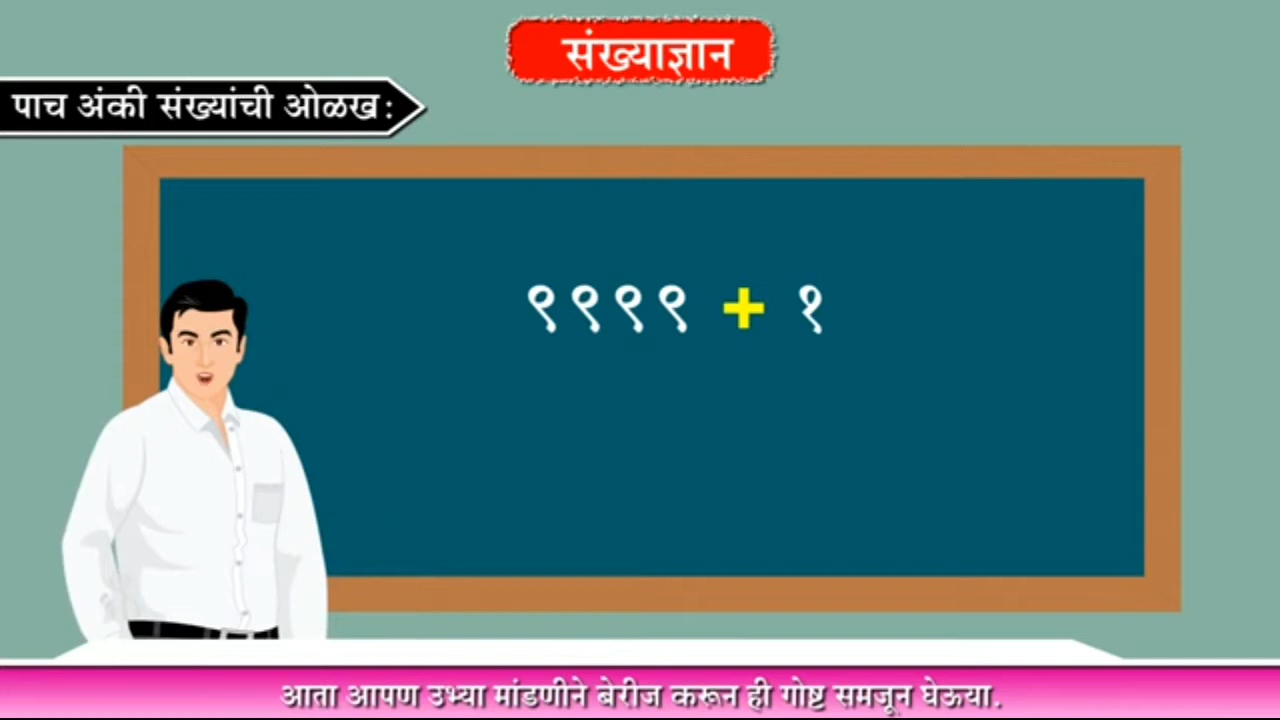 संख्याज्ञान
पाच अंकी संख्यांची ओळख:
९९९९ + १
आता आपण उभ्या मांडणीने बेरीज करून ही गोष्ट समजून घेऊया.